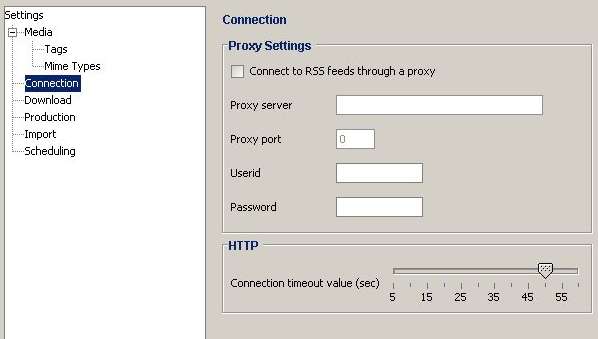 Settings
Media
Tags
Mime Types
Connection
Download
Production
Import
Scheduling
Connection
Proxy Settings
Connect to RSS feeds through a proxy
Proxy server
Proxy port 0
Userid
Password
HTTP
Connection timeout value (sec)
5 15 25 35 45 55